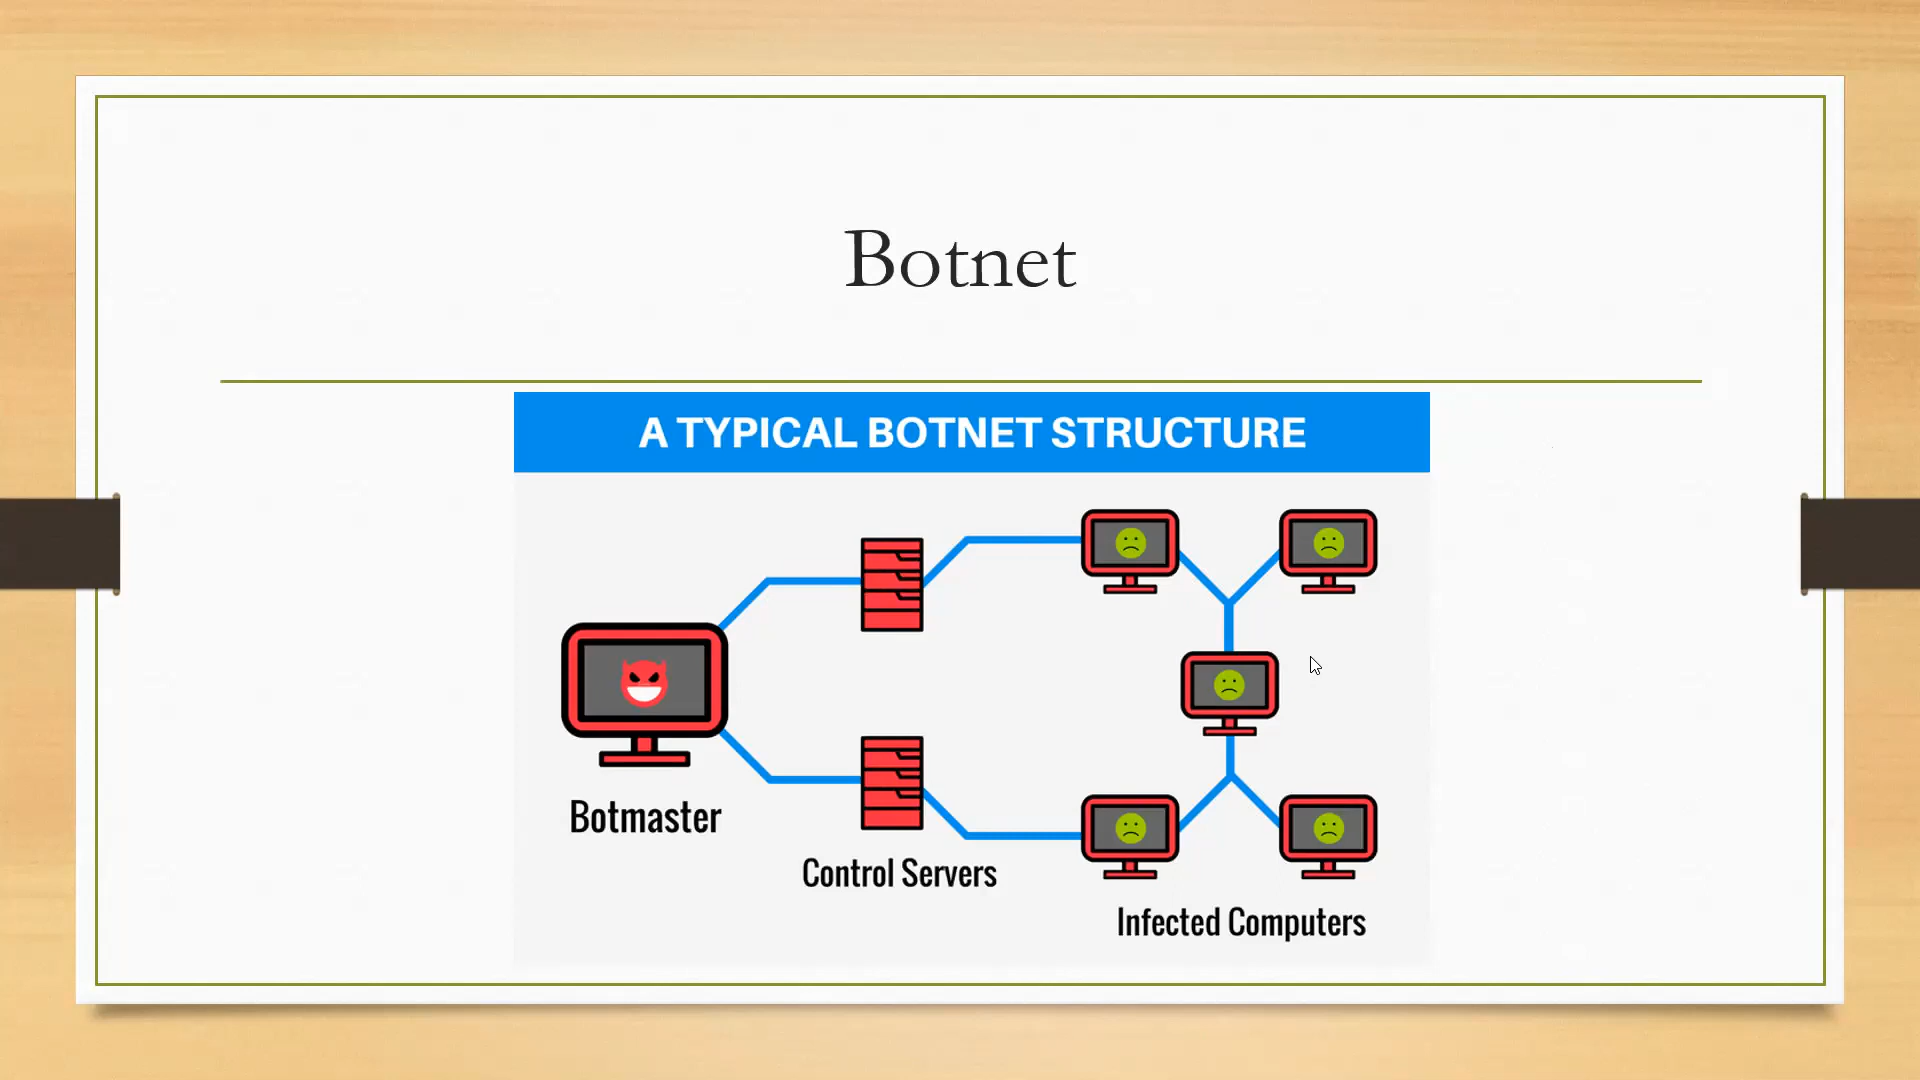 Botnet
A TYPICAL BOTNET STRUCTURE
Botmaster
Control Servers
Infected Computers